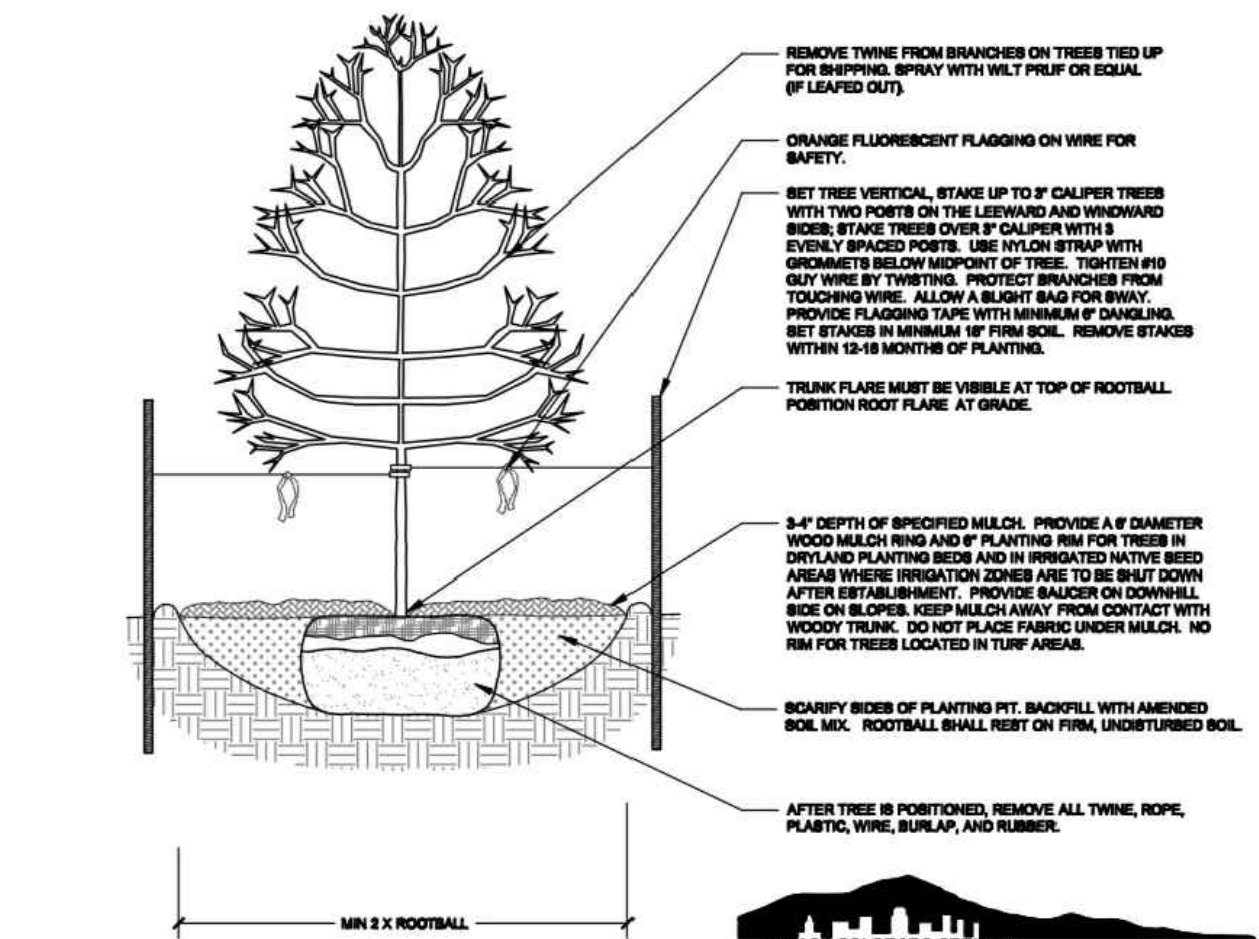 REMOVE TWINE FROM BRANCHES ON TREES TIED UP
FOR SHIPPING. SPRAY WITH WILT PRUF OR EQUAL
(IF LEAFED OUT).
ORANGE FLUORESCENT FLAGGING ON WIRE FOR
SAFETY.
SET TREE VERTICAL, STAKE UP TO 3" CALIPER TREES
WITH TWO POSTS ON THE LEEWARD AND WINDWARD
SIDES; STAKE TREES OVER 3" CALIPER WITH 3
EVENLY SPACED POSTS. USE NYLON STRAP WITH
GROMMETS BELOW MIDPOINT OF TREE. TIGHTEN #10
GUY WIRE BY TWISTING. PROTECT BRANCHES FROM
TOUCHING WIRE. ALLOW A SLIGHT SAG FOR SWAY.
PROVIDE FLAGGING TAPE WITH MINIMUM 6" DANGLING.
SET STAKES IN MINIMUM 18" FIRM SOIL. REMOVE STAKES
WITHIN 12-18 MONTHS OF PLANTING.
TRUNK FLARE MUST BE VISIBLE AT TOP OF ROOTBALL.
POSITION ROOT FLARE AT GRADE.
3-4" DEPTH OF SPECIFIED MULCH. PROVIDE A 6' DIAMETER
WOOD MULCH RING AND 6" PLANTING RIM FOR TREES IN
DRYLAND PLANTING BEDS AND IN IRRIGATED NATIVE SEED
AREAS WHERE IRRIGATION ZONES ARE TO BE SHUT DOWN
AFTER ESTABLISHMENT. PROVIDE SAUCER ON DOWNHILL
SIDE ON SLOPES. KEEP MULCH AWAY FROM CONTACT WITH
WOODY TRUNK. DO NOT PLACE FABRIC UNDER MULCH. NO
RIM FOR TREES LOCATED IN TURF AREAS.
SCARIFY SIDES OF PLANTING PIT. BACKFILL WITH AMENDED
SOIL MIX. ROOTBALL SHALL REST ON FIRM, UNDISTURBED SOIL.
AFTER TREE IS POSITIONED, REMOVE ALL TWINE, ROPE,
PLASTIC, WIRE, BURLAP, AND RUBBER.
MIN 2 X ROOTBALL